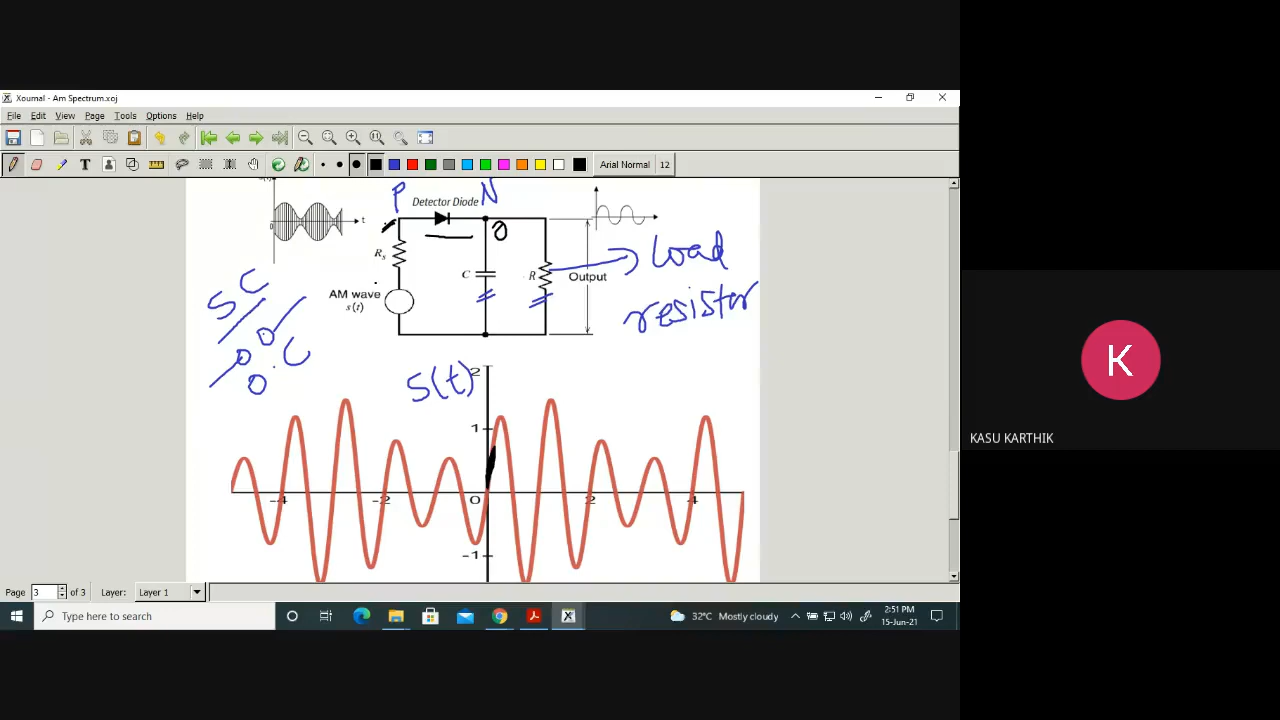 Xournal - Am Spectrum.xoj
File Edit View Page Tools Options Help
Arial Normal 12
P N
Detector Diode
t
0
Rs
C
R
Output
Load
resistor
AM wave
s(t)
S C
O. C
S(t)
2
1
-4 -2 0 2 4
-1
KASU KARTHIK
K
Page 3 of 3 Layer: Layer 1
Type here to search
32°C Mostly cloudy
2:51 PM
15-Jun-21